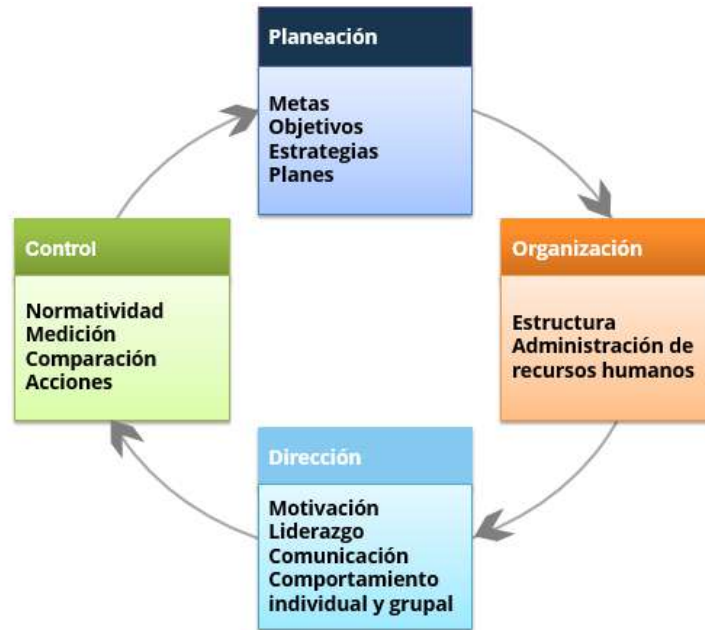 Planeación
Metas
Objetivos
Estrategias
Planes
Organización
Estructura
Administración de
recursos humanos
Dirección
Motivación
Liderazgo
Comunicación
Comportamiento
individual y grupal
Control
Normatividad
Medición
Comparación
Acciones